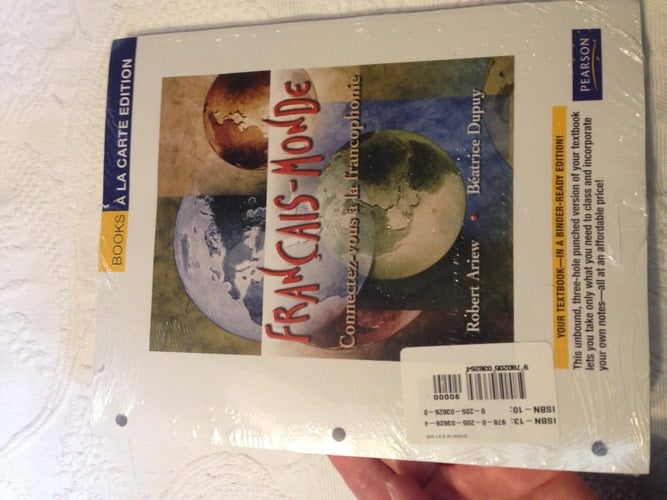 BOOKS À LA CARTE EDITION
FRANÇAIS-MONDE
Connectez-vous à la francophonie
Robert Ariew • Béatrice Dupuy
PEARSON
YOUR TEXTBOOK—IN A BINDER-READY EDITION!
This unbound, three-hole punched version of your textbook
lets you take only what you need to class and incorporate
your own notes—all at an affordable price!
ISBN – 13: 978-0-205-03626-4
ISBN – 10: 0-205-03626-0
90000
9 780205 036264